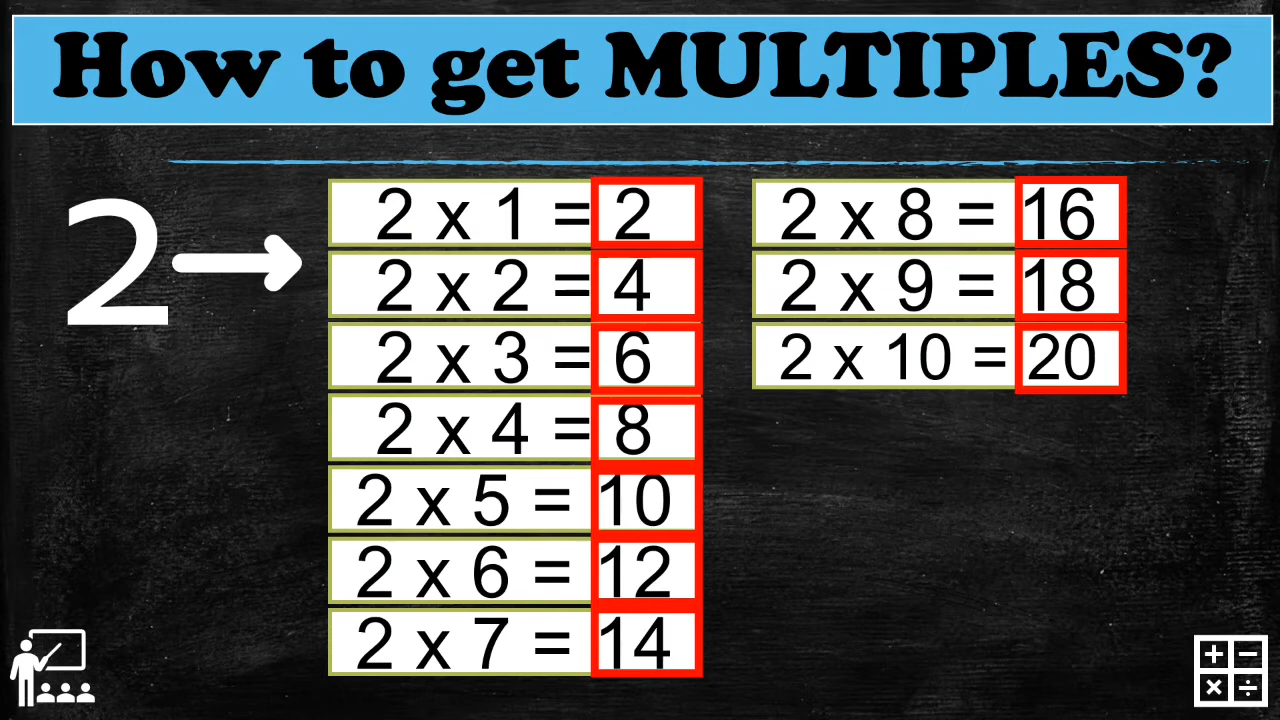 How to get MULTIPLES?
2
2 x 1 = 2
2 x 2 = 4
2 x 3 = 6
2 x 4 = 8
2 x 5 = 10
2 x 6 = 12
2 x 7 = 14
2 x 8 = 16
2 x 9 = 18
2 x 10 = 20
+ −
× ÷